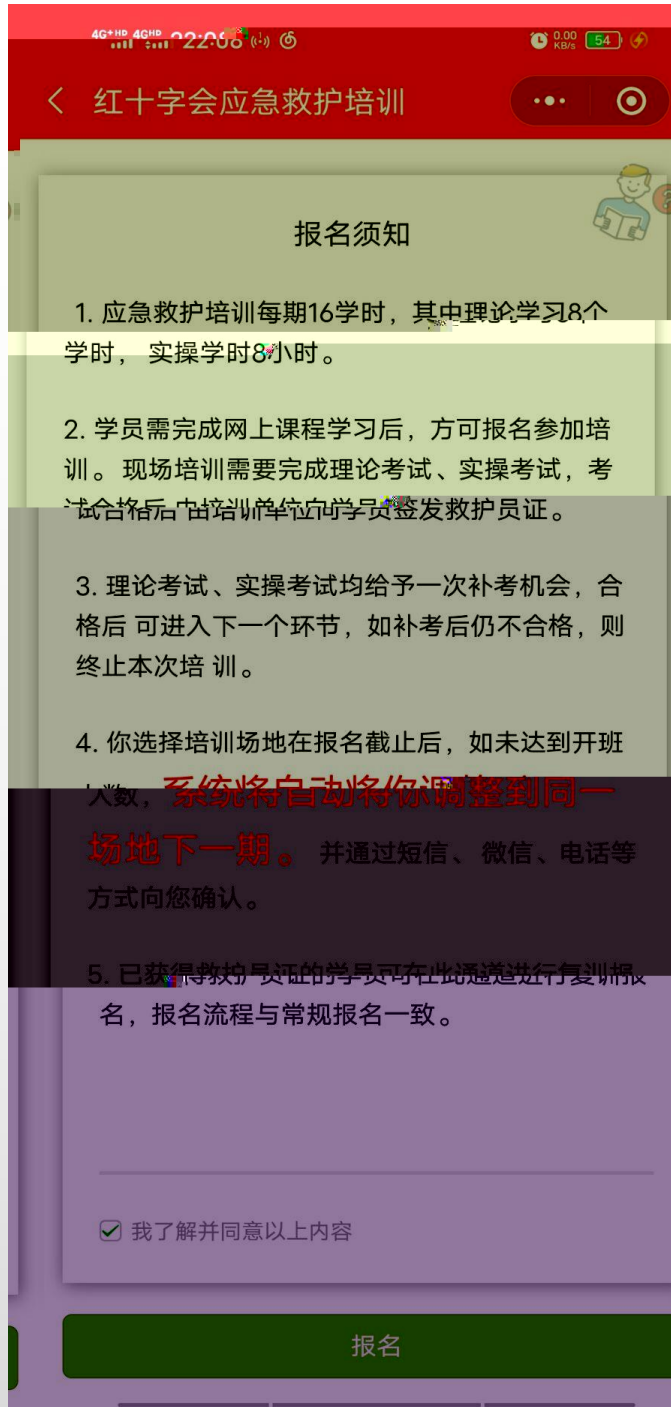 4G+HD 4GHD 22:08 0.00 KB/s 54
红十字会应急救护培训
报名须知
1. 应急救护培训每期16学时，其中理论学习8个
学时， 实操学时8小时。
2. 学员需完成网上课程学习后，方可报名参加培
训。 现场培训需要完成理论考试、实操考试，考
试合格后 由培训单位向学员签发救护员证。
3. 理论考试、实操考试均给予一次补考机会，合
格后 可进入下一个环节，如补考后仍不合格，则
终止本次培 训。
4. 你选择培训场地在报名截止后，如未达到开班
人数，系统将自动将你调整到同一
场地下一期。 并通过短信、 微信、电话等
方式向您确认。
5. 已获得救护员证的学员可在此通道进行复训报
名，报名流程与常规报名一致。
我了解并同意以上内容
报名